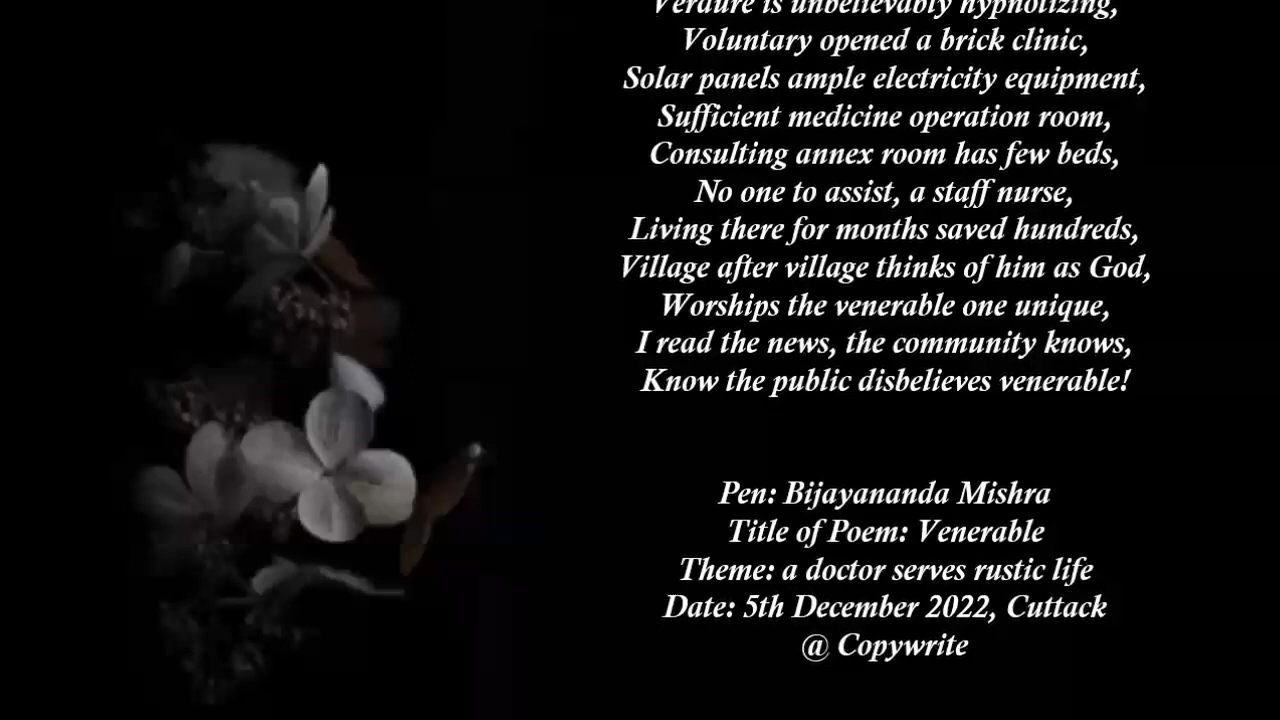 Verdure is unbelievably hypnotizing,
Voluntary opened a brick clinic,
Solar panels ample electricity equipment,
Sufficient medicine operation room,
Consulting annex room has few beds,
No one to assist, a staff nurse,
Living there for months saved hundreds,
Village after village thinks of him as God,
Worships the venerable one unique,
I read the news, the community knows,
Know the public disbelieves venerable!
Pen: Bijayananda Mishra
Title of Poem: Venerable
Theme: a doctor serves rustic life
Date: 5th December 2022, Cuttack
@ Copywrite